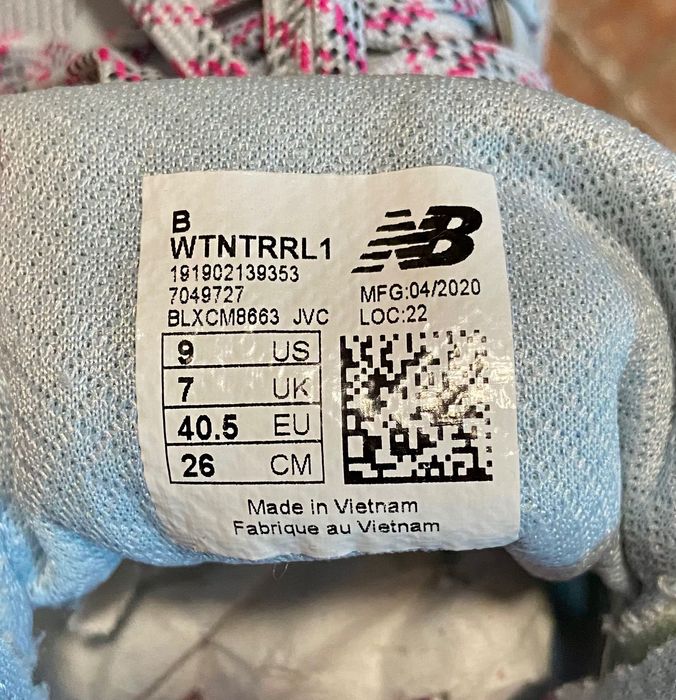 B
WTNTRRL1
191902139353
7049727
BLXCM8663 JVC
NB
MFG:04/2020
LOC:22
9 US
7 UK
40.5 EU
26 CM
Made in Vietnam
Fabrique au Vietnam